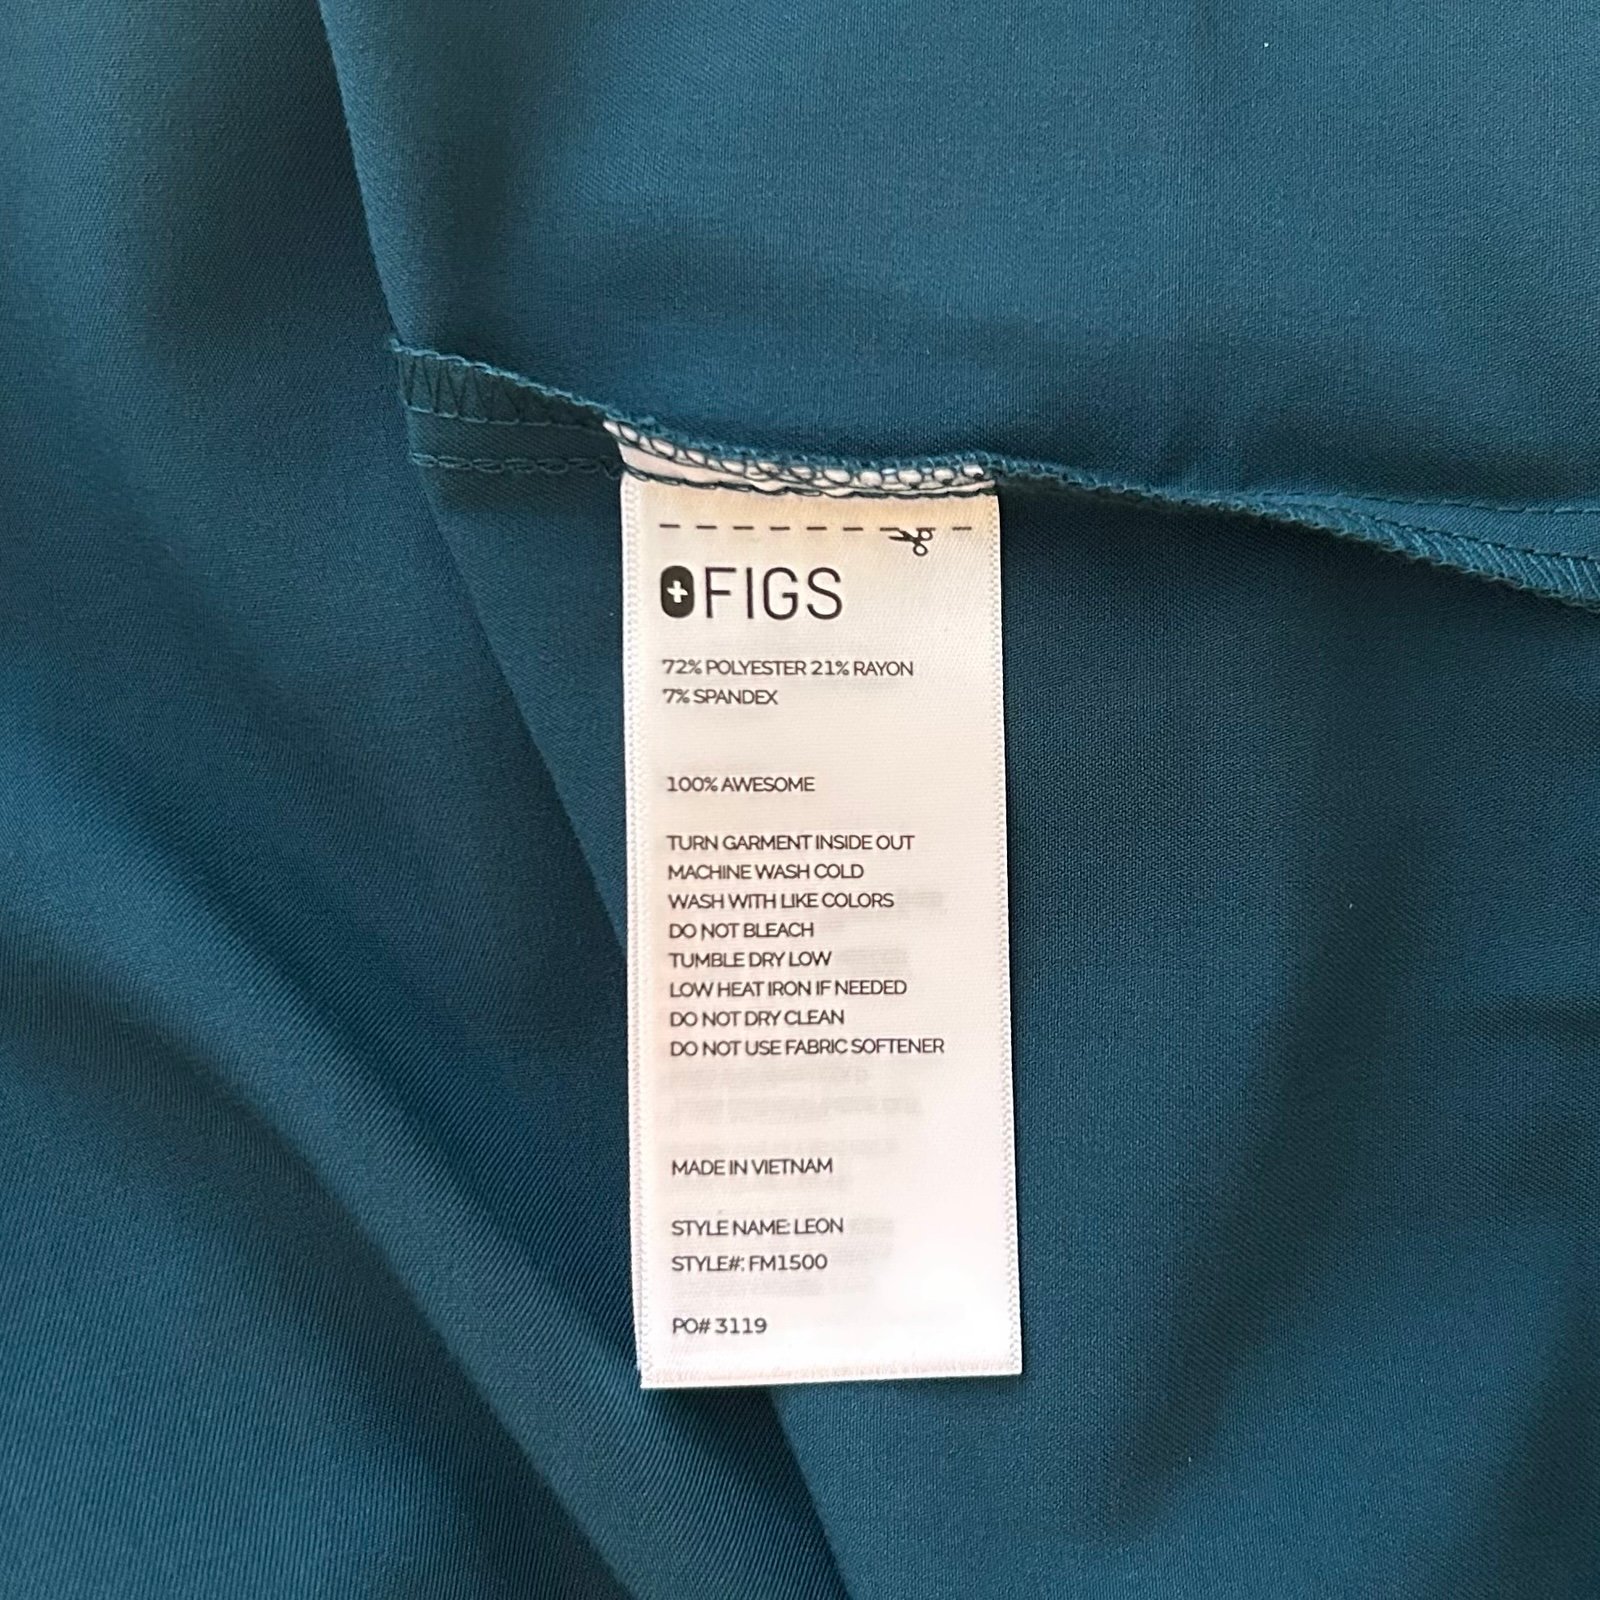 FIGS
72% POLYESTER 21% RAYON
7% SPANDEX
100% AWESOME
TURN GARMENT INSIDE OUT
MACHINE WASH COLD
WASH WITH LIKE COLORS
DO NOT BLEACH
TUMBLE DRY LOW
LOW HEAT IRON IF NEEDED
DO NOT DRY CLEAN
DO NOT USE FABRIC SOFTENER
MADE IN VIETNAM
STYLE NAME: LEON
STYLE#: FM1500
PO# 3119